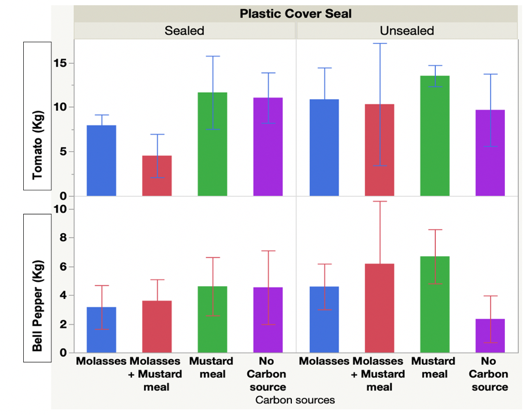 Plastic Cover Seal
Sealed Unsealed
Tomato (Kg)
15
10
5
0
Bell Pepper (Kg)
10
8
6
4
2
0
Molasses Molasses + Mustard meal Mustard meal No Carbon source Molasses Molasses + Mustard meal Mustard meal No Carbon source
Carbon sources